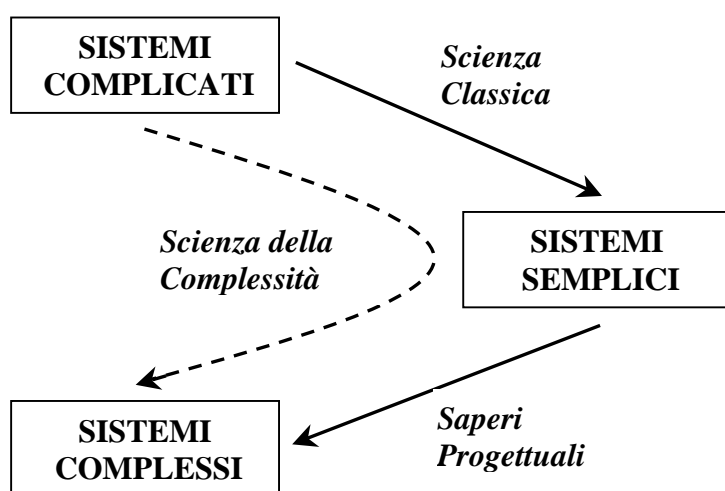 SISTEMI
COMPLICATI
Scienza
Classica
Scienza della
Complessità
SISTEMI
SEMPLICI
SISTEMI
COMPLESSI
Saperi
Progettuali